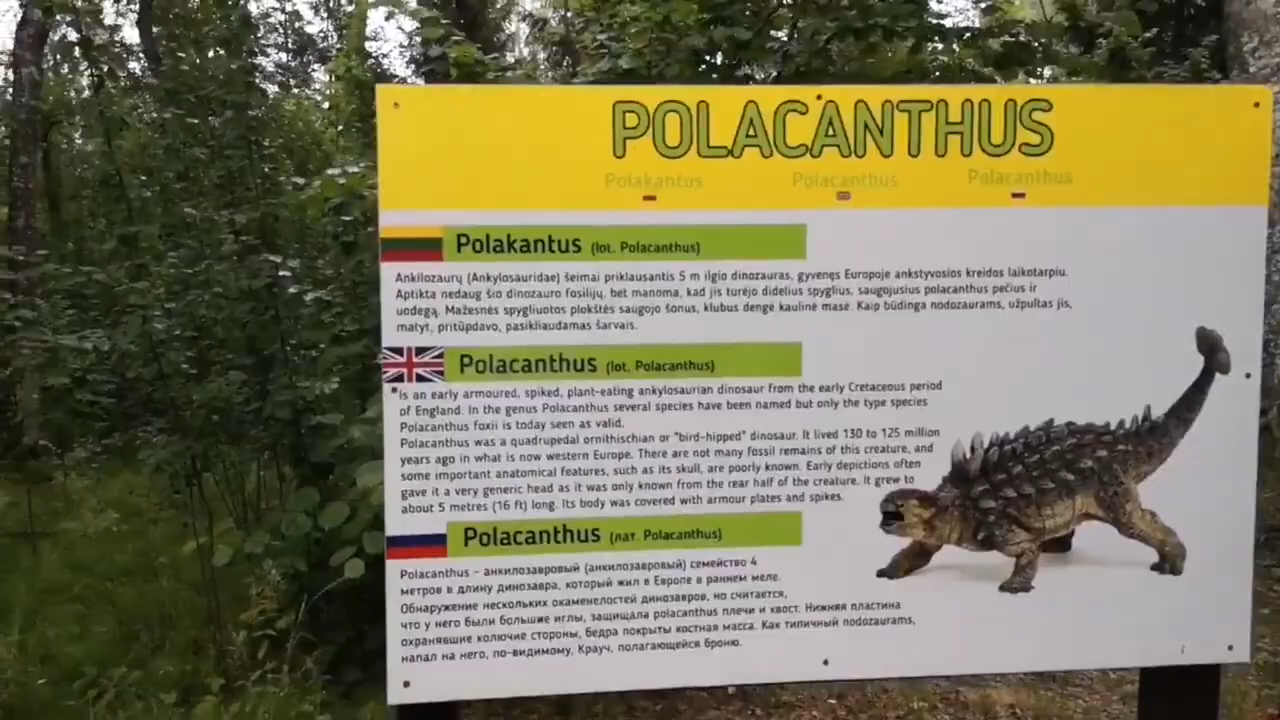 POLACANTHUS
Polakantus Polacanthus Polacanthus
Polakantus (lot. Polacanthus)
Ankilozaurų (Ankylosauridae) šeimai priklausantis 5 m ilgio dinozauras, gyvenęs Europoje ankstyvosios kreidos laikotarpiu.
Aptikta nedaug šio dinozauro fosilijų, bet manoma, kad jis turėjo didelius spyglius, saugojusius polacanthus pečius ir
uodegą. Mažesnės spygliuotos plokštės saugojo šonus, klubus dengė kaulinė masė. Kaip būdinga nodozaurams, užpultas jis,
matyt, pritūpdavo, pasikliaudamas šarvais.
Polacanthus (lot. Polacanthus)
is an early armoured, spiked, plant-eating ankylosaurian dinosaur from the early Cretaceous period
of England. In the genus Polacanthus several species have been named but only the type species
Polacanthus foxii is today seen as valid.
Polacanthus was a quadrupedal ornithischian or "bird-hipped" dinosaur. It lived 130 to 125 million
years ago in what is now western Europe. There are not many fossil remains of this creature, and
some important anatomical features, such as its skull, are poorly known. Early depictions often
gave it a very generic head as it was only known from the rear half of the creature. It grew to
about 5 metres (16 ft) long. Its body was covered with armour plates and spikes.
Polacanthus (лат. Polacanthus)
Polacanthus - анкилозавровый (анкилозавровый) семейство 4
метров в длину динозавра, который жил в Европе в раннем меле.
Обнаружение нескольких окаменелостей динозавров, но считается,
что у него были большие иглы, защищала polacanthus плечи и хвост. Нижняя пластина
охранявшие колючие стороны, бедра покрыты костная масса. Как типичный nodozaurams,
напал на него, по-видимому, Крауч, полагающейся броню.